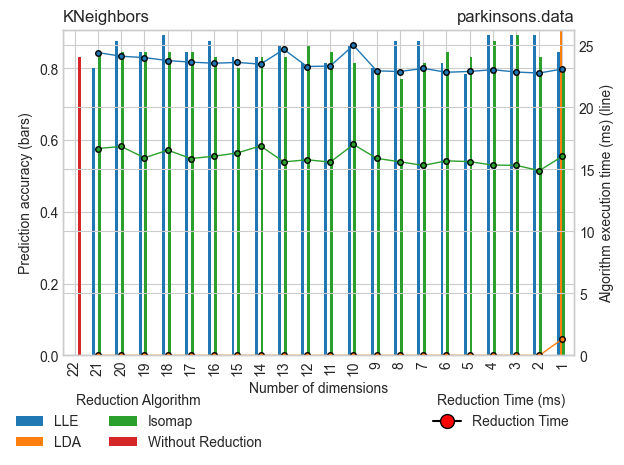 KNeighbors parkinsons.data
Prediction accuracy (bars)
0.8
0.6
0.4
0.2
0.0
25
20
15
10
5
0
Algorithm execution time (ms) (line)
22 21 20 19 18 17 16 15 14 13 12 11 10 9 8 7 6 5 4 3 2 1
Number of dimensions
Reduction Algorithm Reduction Time (ms)
LLE Isomap Reduction Time
LDA Without Reduction